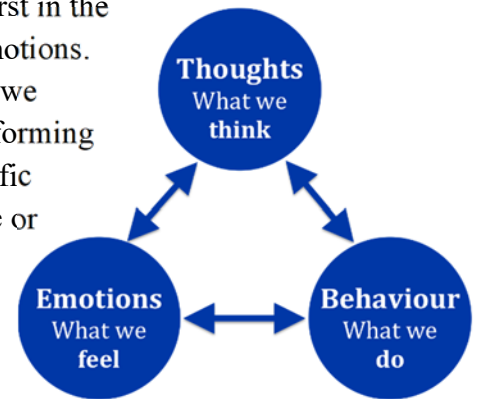 rst in the
notions.
we
forming
fic
e or
Thoughts
What we
think
Emotions
What we
feel
Behaviour
What we
do